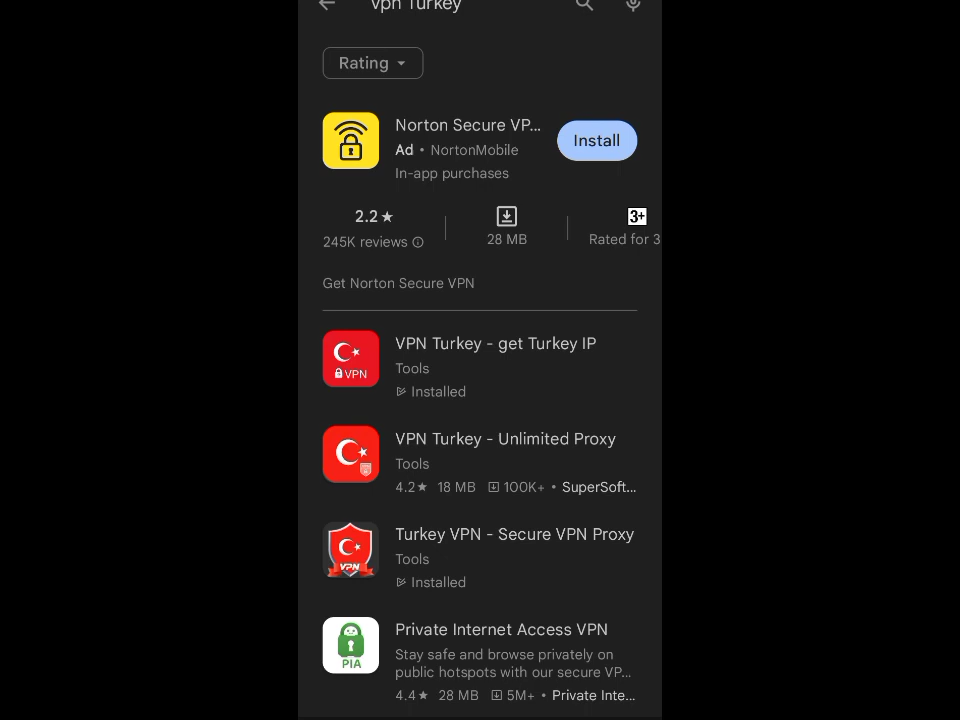 vpn Turkey
Rating
Norton Secure VP...
Install
Ad • NortonMobile
In-app purchases
2.2★
3+
245K reviews
28 MB
Rated for 3
Get Norton Secure VPN
VPN Turkey - get Turkey IP
VPN
Tools
Installed
VPN Turkey - Unlimited Proxy
Tools
4.2★ 18 MB 100K+ • SuperSoft...
Turkey VPN - Secure VPN Proxy
VPN
Tools
Installed
Private Internet Access VPN
Stay safe and browse privately on
PIA
public hotspots with our secure VP...
4.4★ 28 MB 5M+ • Private Inte...